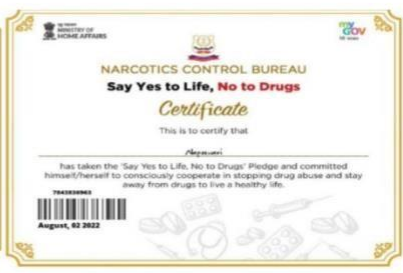 MINISTRY OF
HOME AFFAIRS
my
GOV
NARCOTICS CONTROL BUREAU
Say Yes to Life, No to Drugs
Certificate
This is to certify that
has taken the 'Say Yes to Life, No to Drugs' Pledge and committed
himself/herself to consciously cooperate in stopping drug abuse and stay
away from drugs to live a healthy life.
August, 02 2022